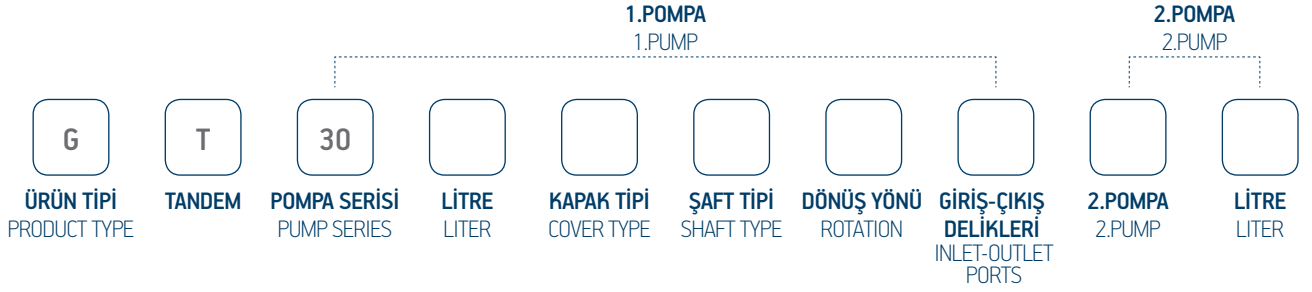 1.POMPA
1.PUMP
2.POMPA
2.PUMP
G
T
30
ÜRÜN TİPİ
PRODUCT TYPE
TANDEM
POMPA SERİSİ
PUMP SERIES
LİTRE
LITER
KAPAK TİPİ
COVER TYPE
ŞAFT TİPİ
SHAFT TYPE
DÖNÜŞ YÖNÜ
ROTATION
GİRİŞ-ÇIKIŞ
DELİKLERİ
INLET-OUTLET
PORTS
2.POMPA
2.PUMP
LİTRE
LITER